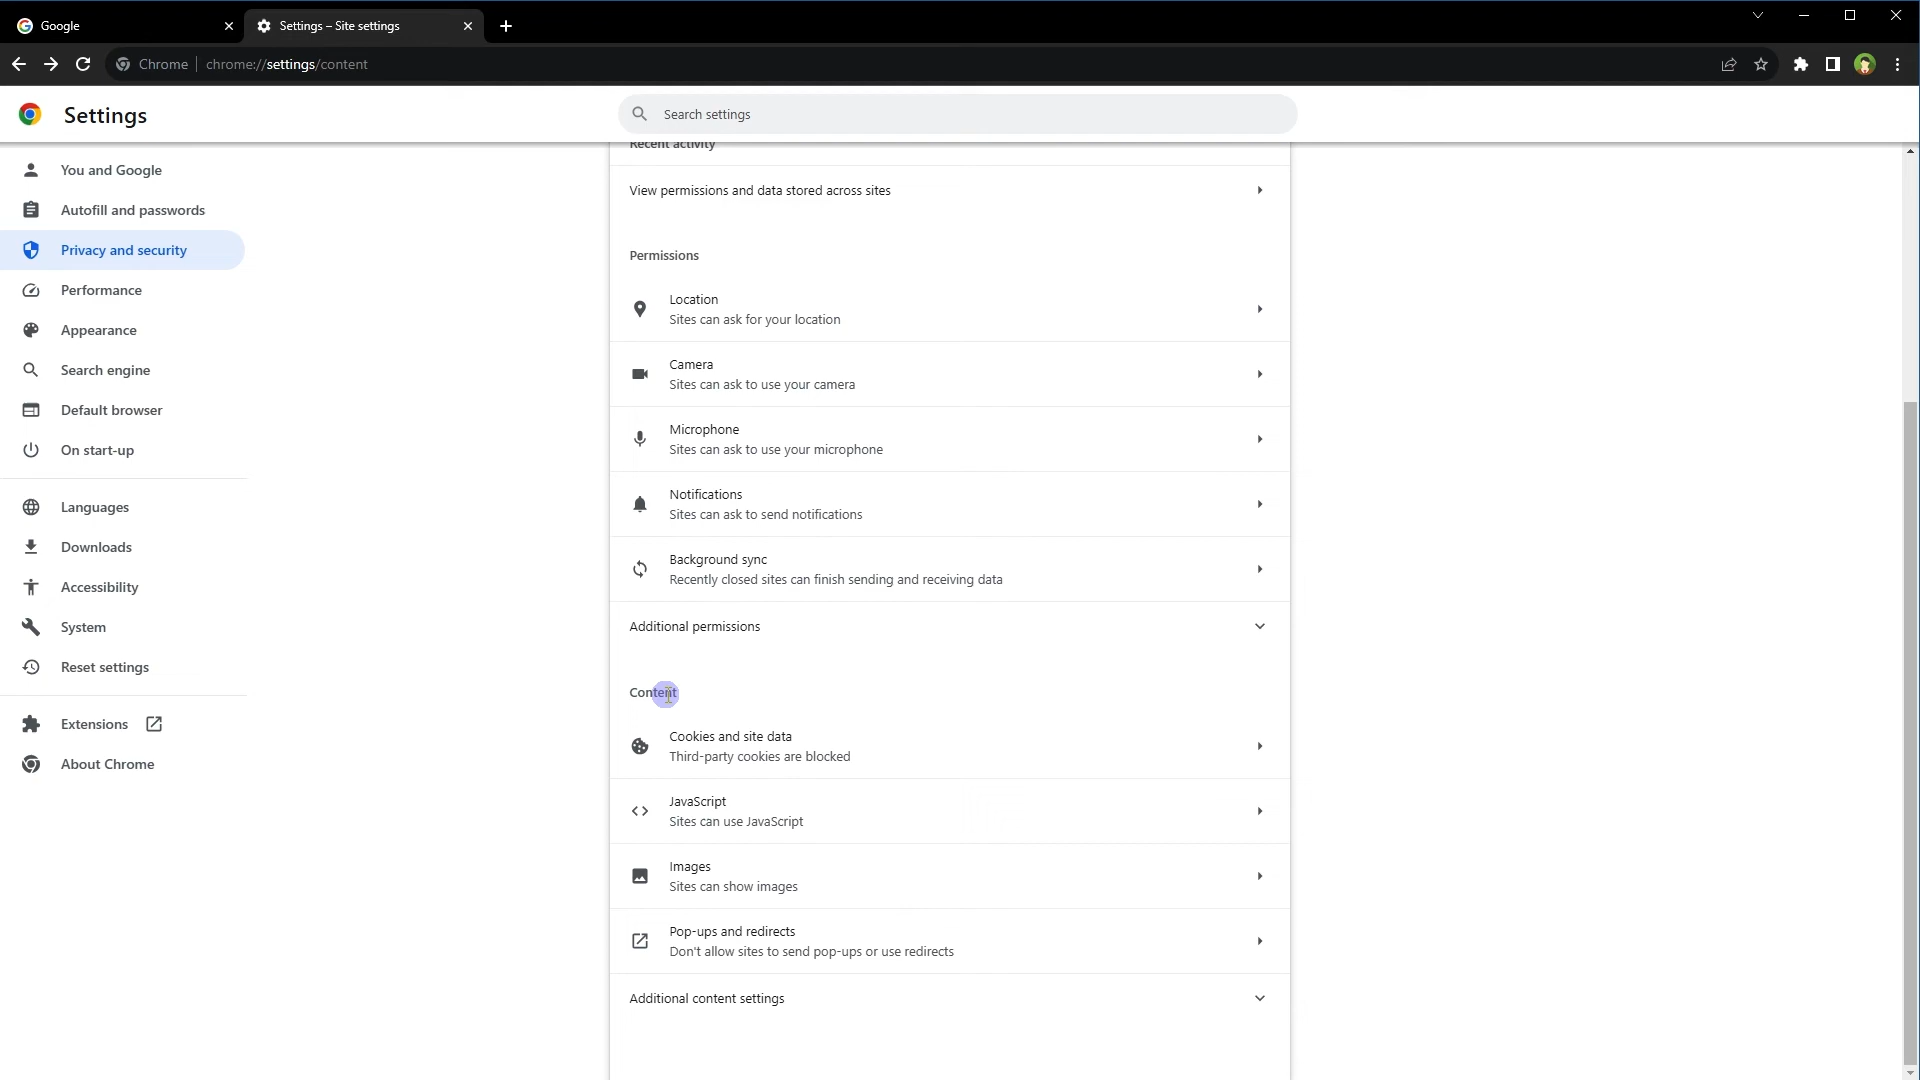 Google
Settings – Site settings
Chrome
chrome://settings/content
Settings
Search settings
You and Google
Autofill and passwords
Privacy and security
Performance
Appearance
Search engine
Default browser
On start-up
Languages
Downloads
Accessibility
System
Reset settings
Extensions
About Chrome
Recent activity
View permissions and data stored across sites
Permissions
Location
Sites can ask for your location
Camera
Sites can ask to use your camera
Microphone
Sites can ask to use your microphone
Notifications
Sites can ask to send notifications
Background sync
Recently closed sites can finish sending and receiving data
Additional permissions
Content
Cookies and site data
Third-party cookies are blocked
JavaScript
Sites can use JavaScript
Images
Sites can show images
Pop-ups and redirects
Don't allow sites to send pop-ups or use redirects
Additional content settings